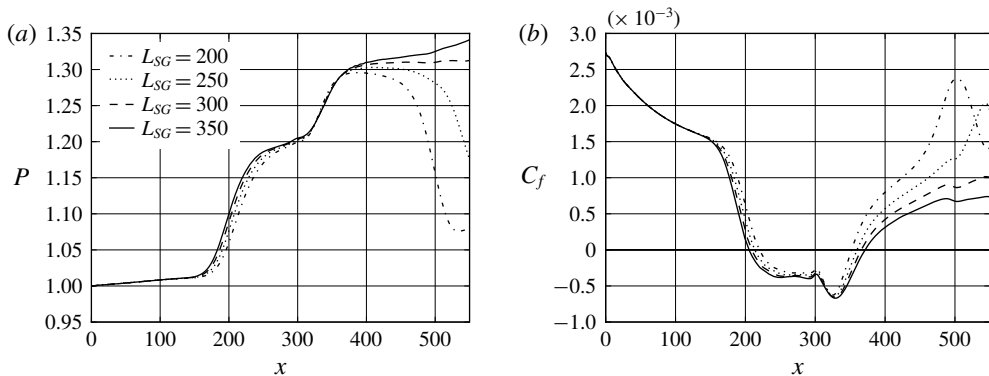 (a)
1.35
1.30
1.25
1.20
1.15
1.10
1.05
1.00
0.95
P
L_SG = 200
L_SG = 250
L_SG = 300
L_SG = 350
0 100 200 300 400 500
x
(b)
(× 10⁻³)
3.0
2.5
2.0
1.5
1.0
0.5
0
−0.5
−1.0
C_f
0 100 200 300 400 500
x